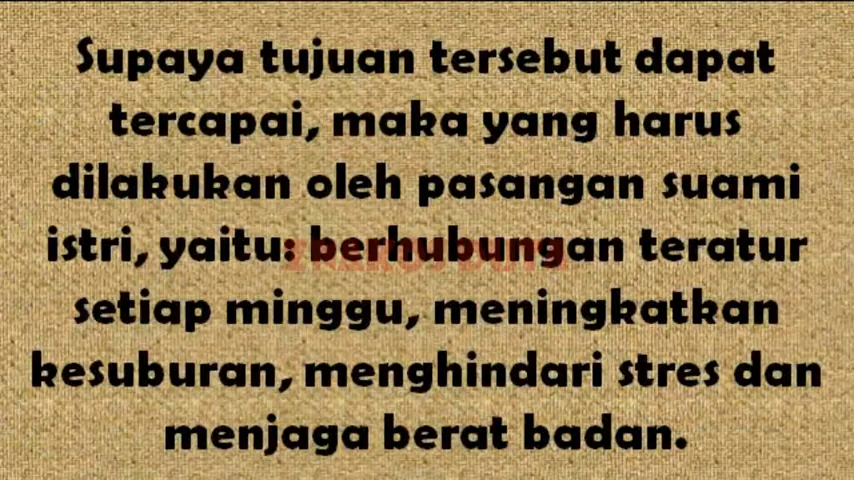 Supaya tujuan tersebut dapat
tercapai, maka yang harus
dilakukan oleh pasangan suami
istri, yaitu: berhubungan teratur
setiap minggu, meningkatkan
kesuburan, menghindari stres dan
menjaga berat badan.